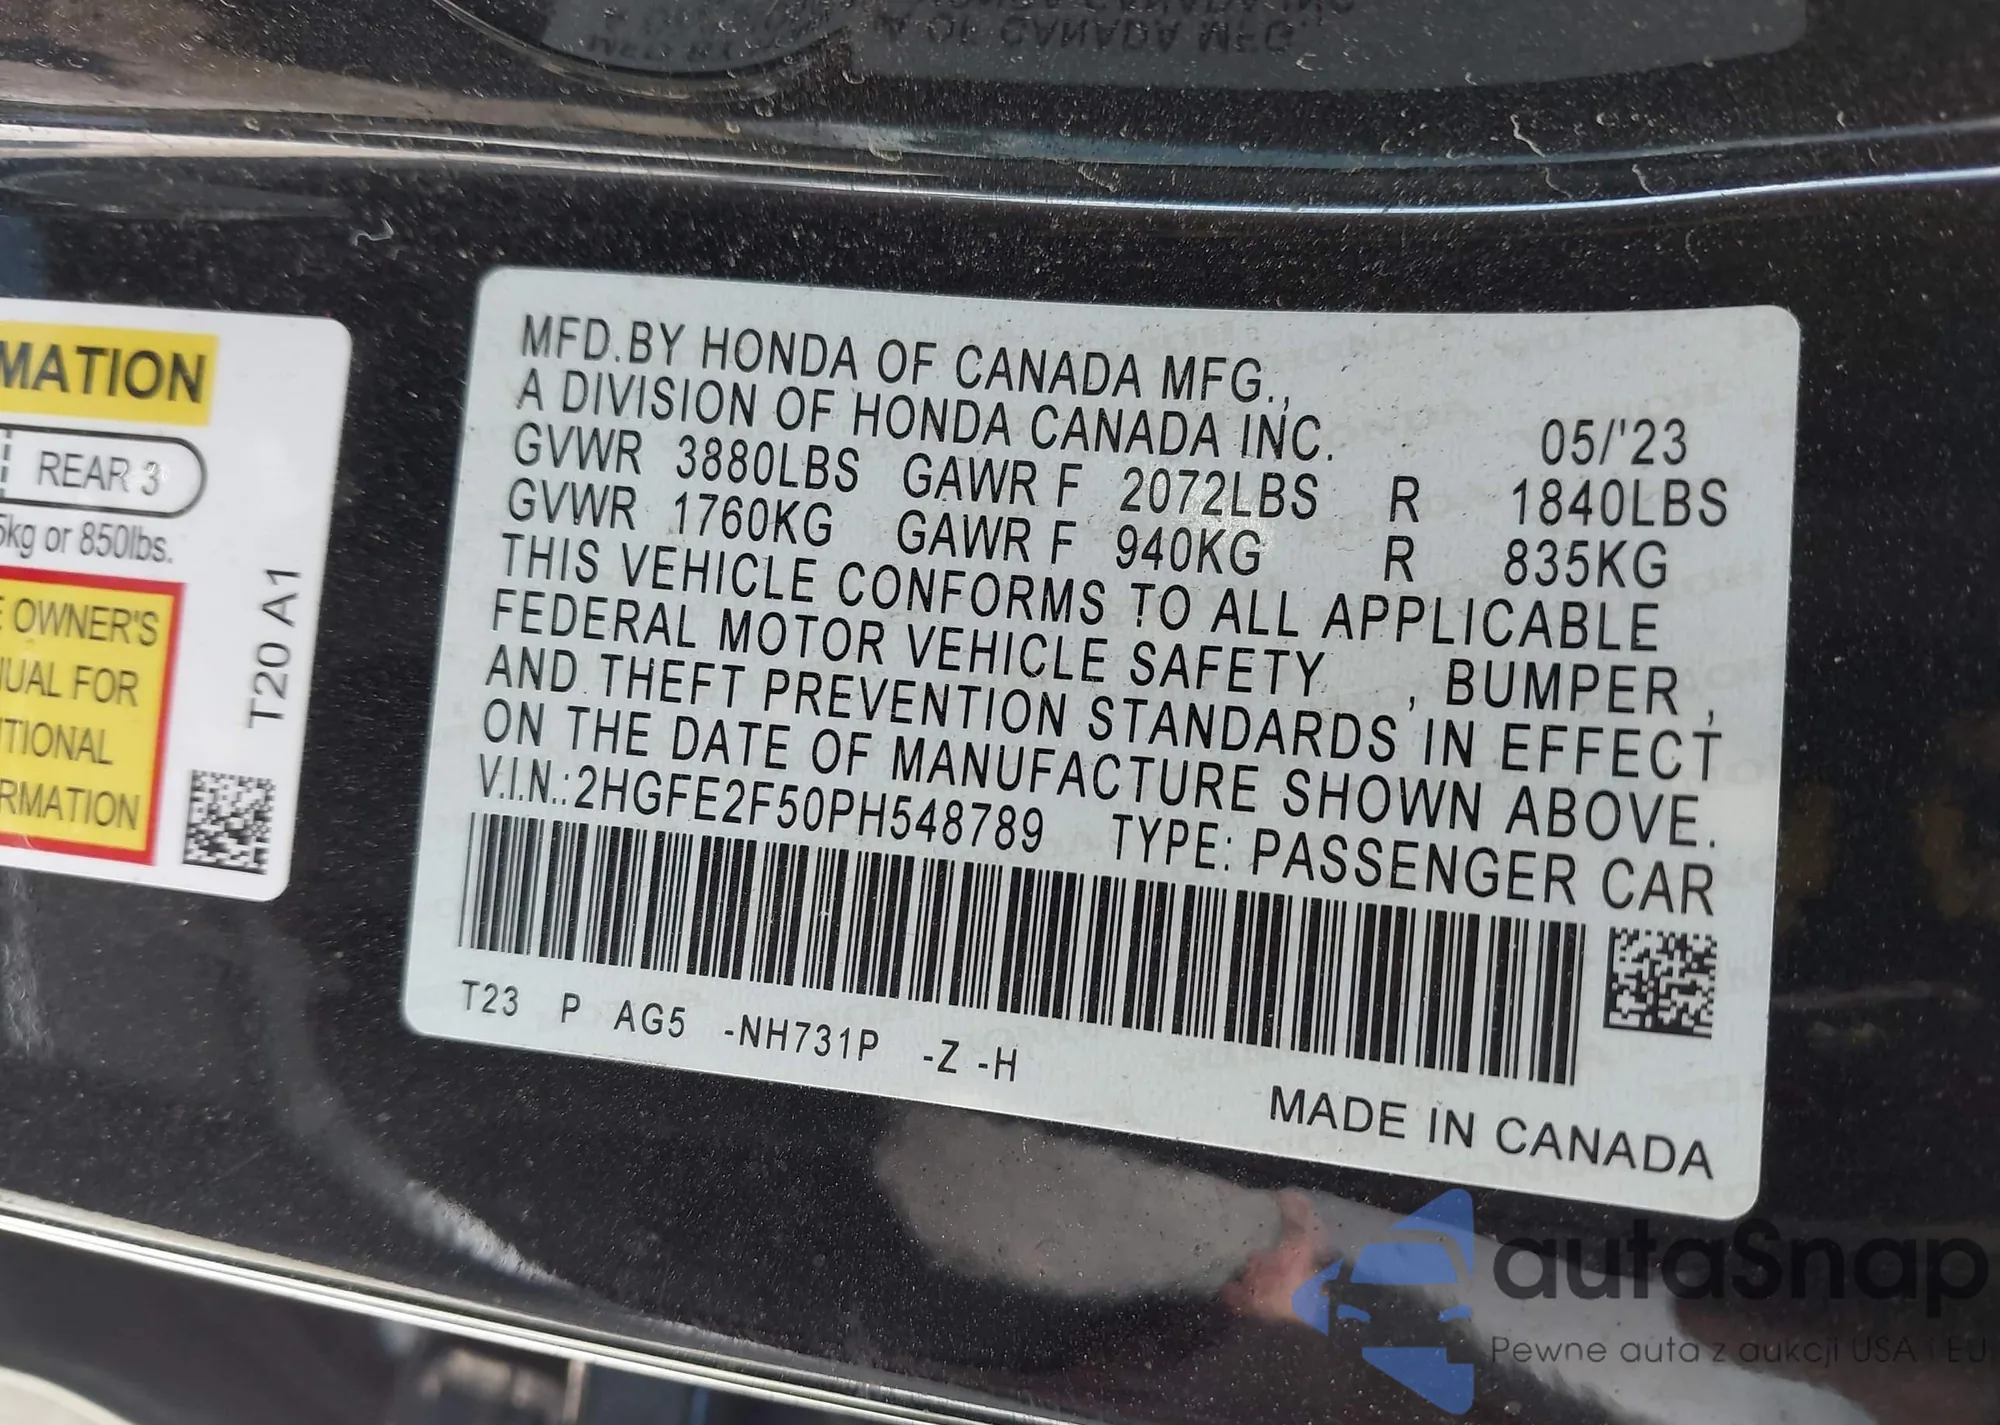 MATION
REAR 3
5kg or 850lbs.
E OWNER'S
NUAL FOR
ITIONAL
RMATION
T20 A1
MFD.BY HONDA OF CANADA MFG.,
A DIVISION OF HONDA CANADA INC. 05/'23
GVWR 3880LBS GAWR F 2072LBS R 1840LBS
GVWR 1760KG GAWR F 940KG R 835KG
THIS VEHICLE CONFORMS TO ALL APPLICABLE
FEDERAL MOTOR VEHICLE SAFETY , BUMPER ,
AND THEFT PREVENTION STANDARDS IN EFFECT
ON THE DATE OF MANUFACTURE SHOWN ABOVE.
V.I.N.:2HGFE2F50PH548789 TYPE: PASSENGER CAR
T23 P AG5 -NH731P -Z -H
MADE IN CANADA
autaSnap
Pewne auta z aukcji USA i EU